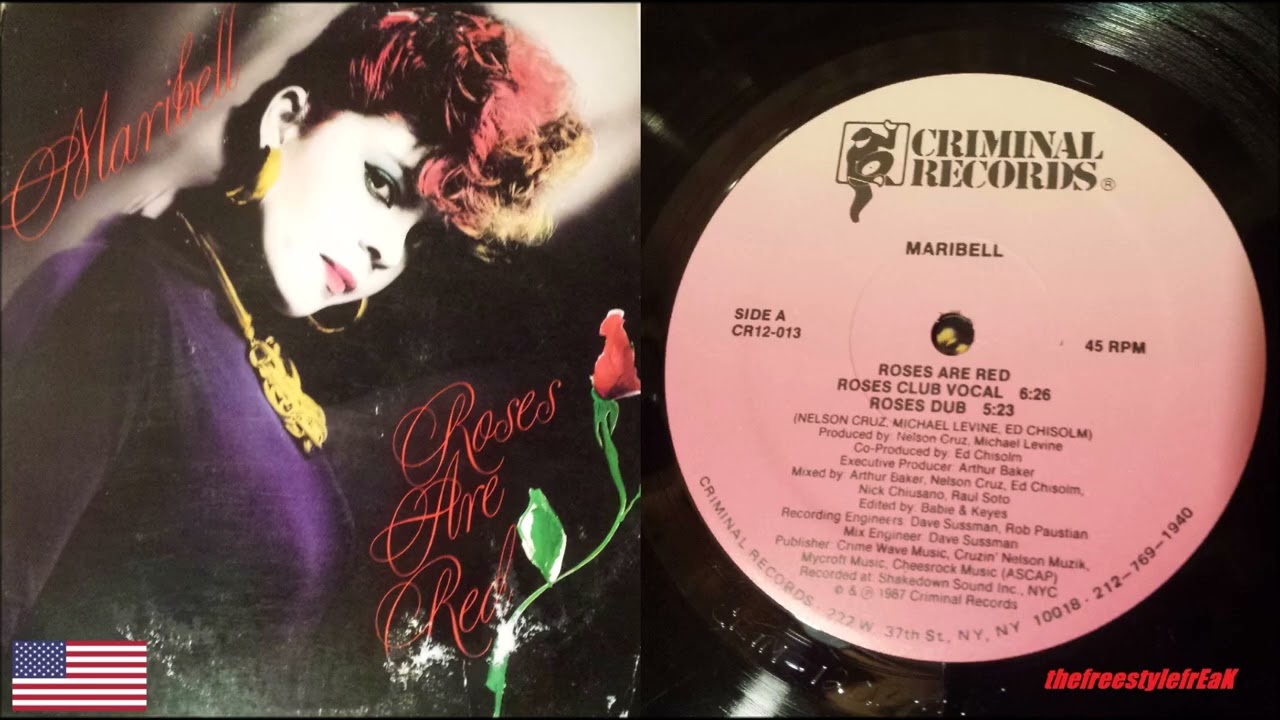 Maribell
Roses
Are
Red
CRIMINAL
RECORDS®
MARIBELL
SIDE A
CR12-013
45 RPM
ROSES ARE RED
ROSES CLUB VOCAL 6:26
ROSES DUB 5:23
(NELSON CRUZ, MICHAEL LEVINE, ED CHISOLM)
Produced by: Nelson Cruz, Michael Levine
Co-Produced by: Ed Chisolm
Executive Producer: Arthur Baker
Mixed by: Arthur Baker, Nelson Cruz, Ed Chisolm,
Nick Chiusano, Raul Soto
Edited by: Babie & Keyes
Recording Engineers: Dave Sussman, Rob Paustian
Mix Engineer: Dave Sussman
Publisher: Crime Wave Music, Cruzin' Nelson Muzik,
Mycroft Music, Cheesrock Music (ASCAP)
Recorded at: Shakedown Sound Inc., NYC
© & ℗ 1987 Criminal Records
CRIMINAL RECORDS · 222 W. 37th St., NY, NY 10018 · 212-769-1940
thefreestylefrEaK